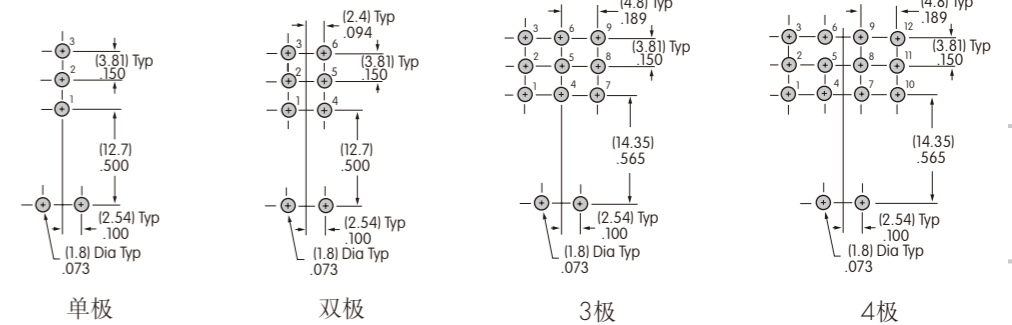 3
(3.81) Typ
.150
2
1
(12.7)
.500
(2.54) Typ
.100
(1.8) Dia Typ
.073
单极
(2.4) Typ
.094
3
6
(3.81) Typ
.150
2
5
1
4
(12.7)
.500
(2.54) Typ
.100
(1.8) Dia Typ
.073
双极
(4.8) Typ
.189
3
6
9
(3.81) Typ
.150
2
5
8
1
4
7
(14.35)
.565
(2.54) Typ
.100
(1.8) Dia Typ
.073
3极
(4.8) Typ
.189
3
6
9
12
(3.81) Typ
.150
2
5
8
11
1
4
7
10
(14.35)
.565
(2.54) Typ
.100
(1.8) Dia Typ
.073
4极